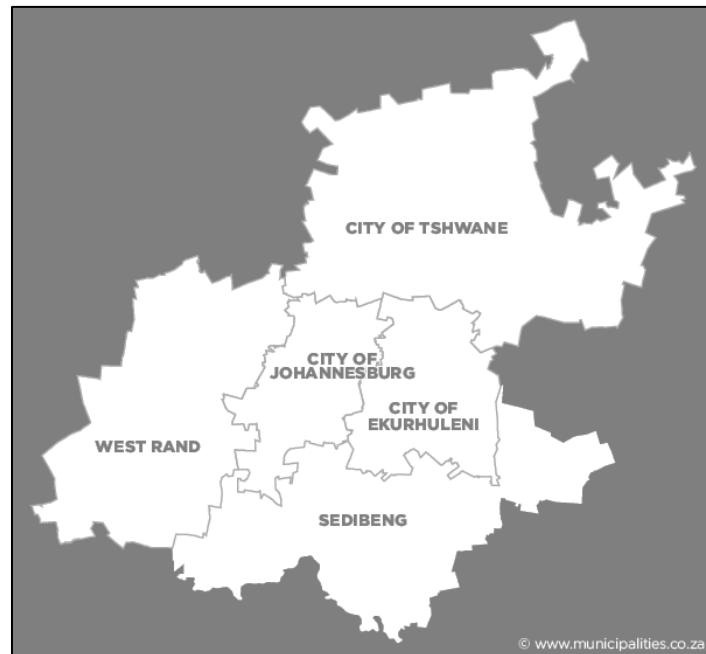 CITY OF TSHWANE
CITY OF
JOHANNESBURG
CITY OF
EKURHULENI
WEST RAND
SEDIBENG
© www.municipalities.co.za